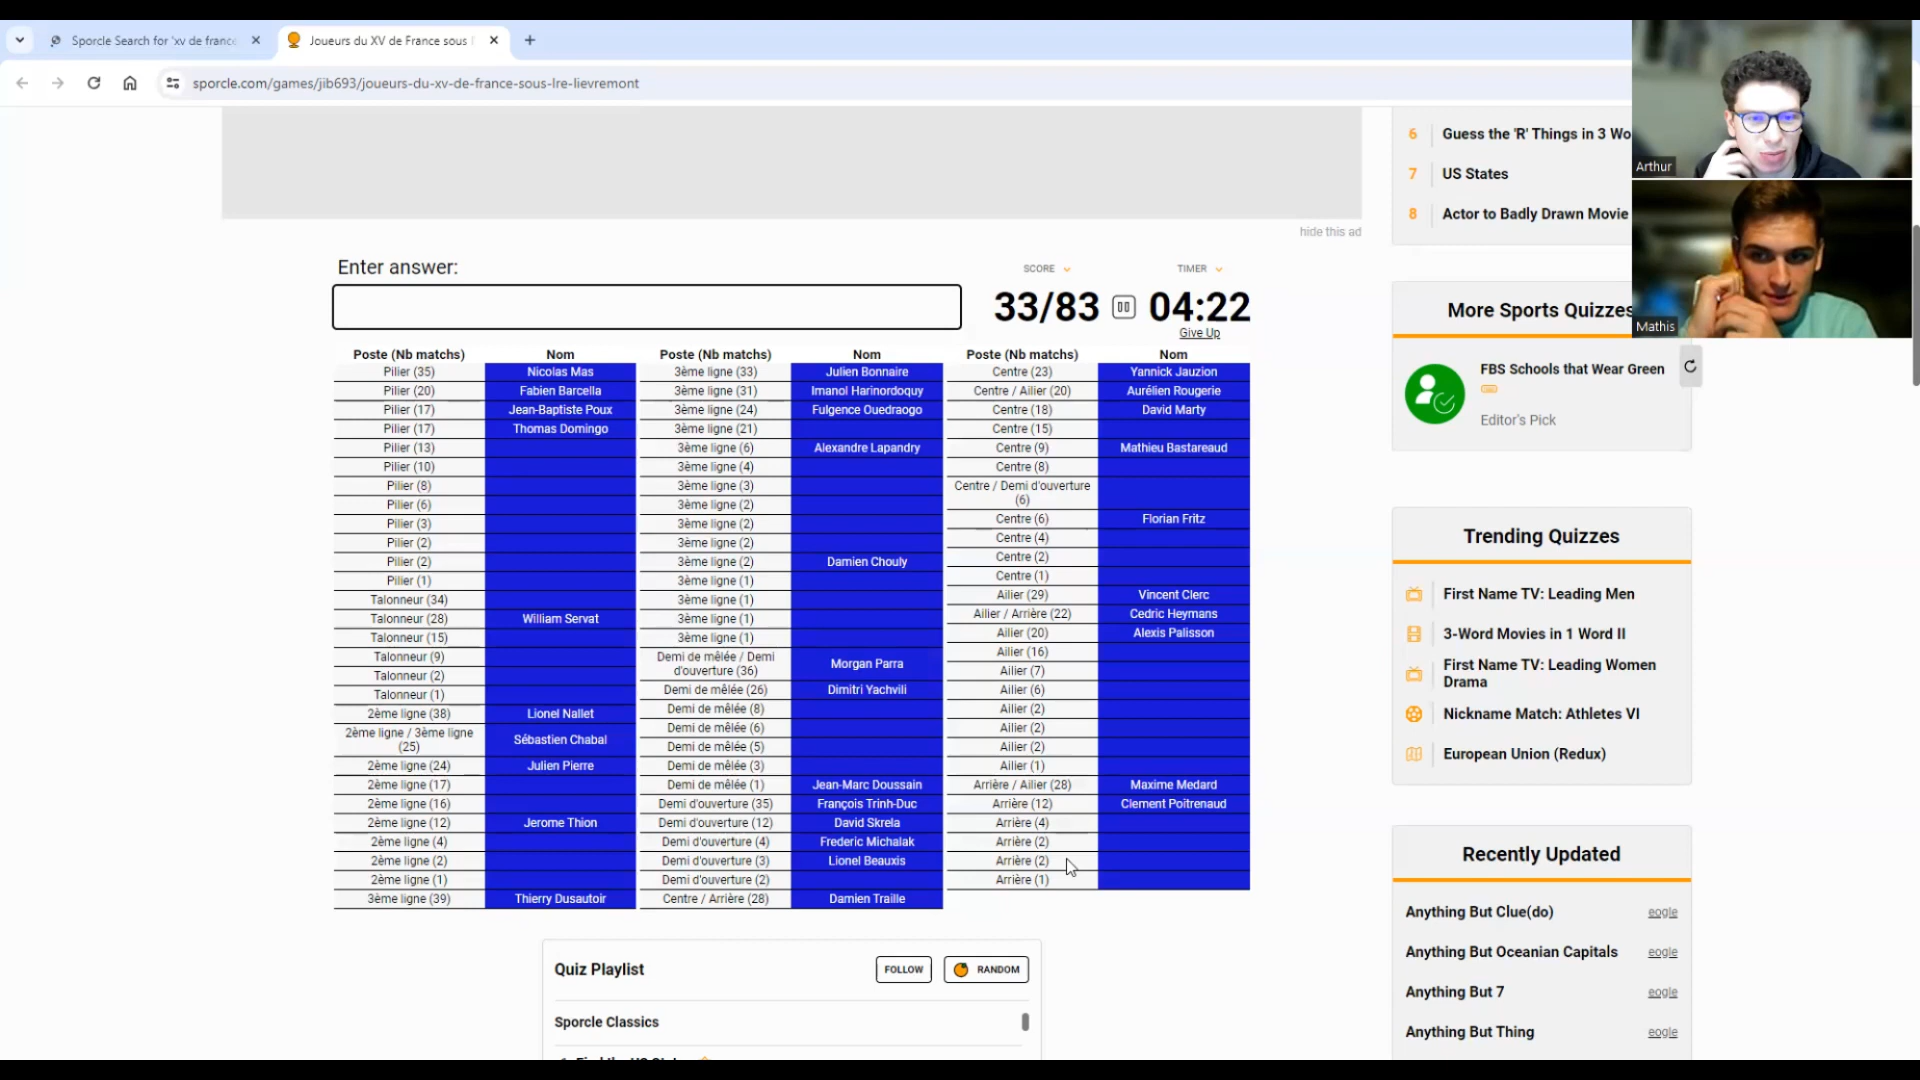 Sporcle Search for 'xv de france
Joueurs du XV de France sous l
sporcle.com/games/jib693/joueurs-du-xv-de-france-sous-lre-lievremont
hide this ad
Enter answer:
SCORE
TIMER
33/83
04:22
Give Up
Poste (Nb matchs) Nom Poste (Nb matchs) Nom Poste (Nb matchs) Nom
Pilier (35) Nicolas Mas 3ème ligne (33) Julien Bonnaire Centre (23) Yannick Jauzion
Pilier (20) Fabien Barcella 3ème ligne (31) Imanol Harinordoquy Centre / Ailier (20) Aurélien Rougerie
Pilier (17) Jean-Baptiste Poux 3ème ligne (24) Fulgence Ouedraogo Centre (18) David Marty
Pilier (17) Thomas Domingo 3ème ligne (21) Centre (15)
Pilier (13) 3ème ligne (6) Alexandre Lapandry Centre (9) Mathieu Bastareaud
Pilier (10) 3ème ligne (4) Centre (8)
Pilier (8) 3ème ligne (3) Centre / Demi d'ouverture
(6)
Pilier (6) 3ème ligne (2)
Pilier (3) 3ème ligne (2) Centre (6) Florian Fritz
Pilier (2) 3ème ligne (2) Centre (4)
Pilier (2) 3ème ligne (2) Damien Chouly Centre (2)
Pilier (1) 3ème ligne (1) Centre (1)
Talonneur (34) 3ème ligne (1) Ailier (29) Vincent Clerc
Talonneur (28) William Servat 3ème ligne (1) Ailier / Arrière (22) Cedric Heymans
Talonneur (15) 3ème ligne (1) Ailier (20) Alexis Palisson
Talonneur (9) Demi de mêlée / Demi
d'ouverture (36) Morgan Parra Ailier (16)
Talonneur (2) Ailier (7)
Talonneur (1) Demi de mêlée (26) Dimitri Yachvili Ailier (6)
2ème ligne (38) Lionel Nallet Demi de mêlée (8) Ailier (2)
2ème ligne / 3ème ligne
(25) Sébastien Chabal Demi de mêlée (6) Ailier (2)
Demi de mêlée (5) Ailier (2)
2ème ligne (24) Julien Pierre Demi de mêlée (3) Ailier (1)
2ème ligne (17) Demi de mêlée (1) Jean-Marc Doussain Arrière / Ailier (28) Maxime Medard
2ème ligne (16) Demi d'ouverture (35) François Trinh-Duc Arrière (12) Clement Poitrenaud
2ème ligne (12) Jerome Thion Demi d'ouverture (12) David Skrela Arrière (4)
2ème ligne (4) Demi d'ouverture (4) Frederic Michalak Arrière (2)
2ème ligne (2) Demi d'ouverture (3) Lionel Beauxis Arrière (2)
2ème ligne (1) Demi d'ouverture (2) Arrière (1)
3ème ligne (39) Thierry Dusautoir Centre / Arrière (28) Damien Traille
Quiz Playlist
FOLLOW
RANDOM
Sporcle Classics
6 Guess the 'R' Things in 3 Wo
7 US States
8 Actor to Badly Drawn Movie
Arthur
Mathis
More Sports Quizzes
FBS Schools that Wear Green
Editor's Pick
Trending Quizzes
First Name TV: Leading Men
3-Word Movies in 1 Word II
First Name TV: Leading Women
Drama
Nickname Match: Athletes VI
European Union (Redux)
Recently Updated
Anything But Clue(do) eogle
Anything But Oceanian Capitals eogle
Anything But 7 eogle
Anything But Thing eogle